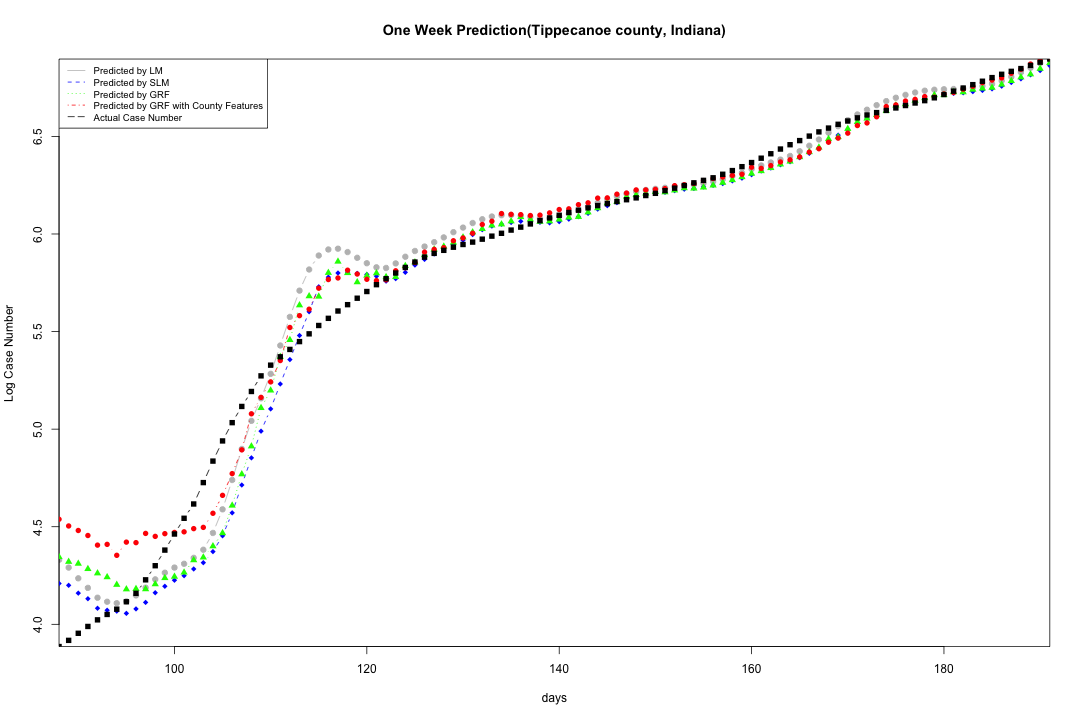 One Week Prediction(Tippecanoe county, Indiana)
Predicted by LM
Predicted by SLM
Predicted by GRF
Predicted by GRF with County Features
Actual Case Number
6.5
6.0
5.5
5.0
4.5
4.0
Log Case Number
100 120 140 160 180
days